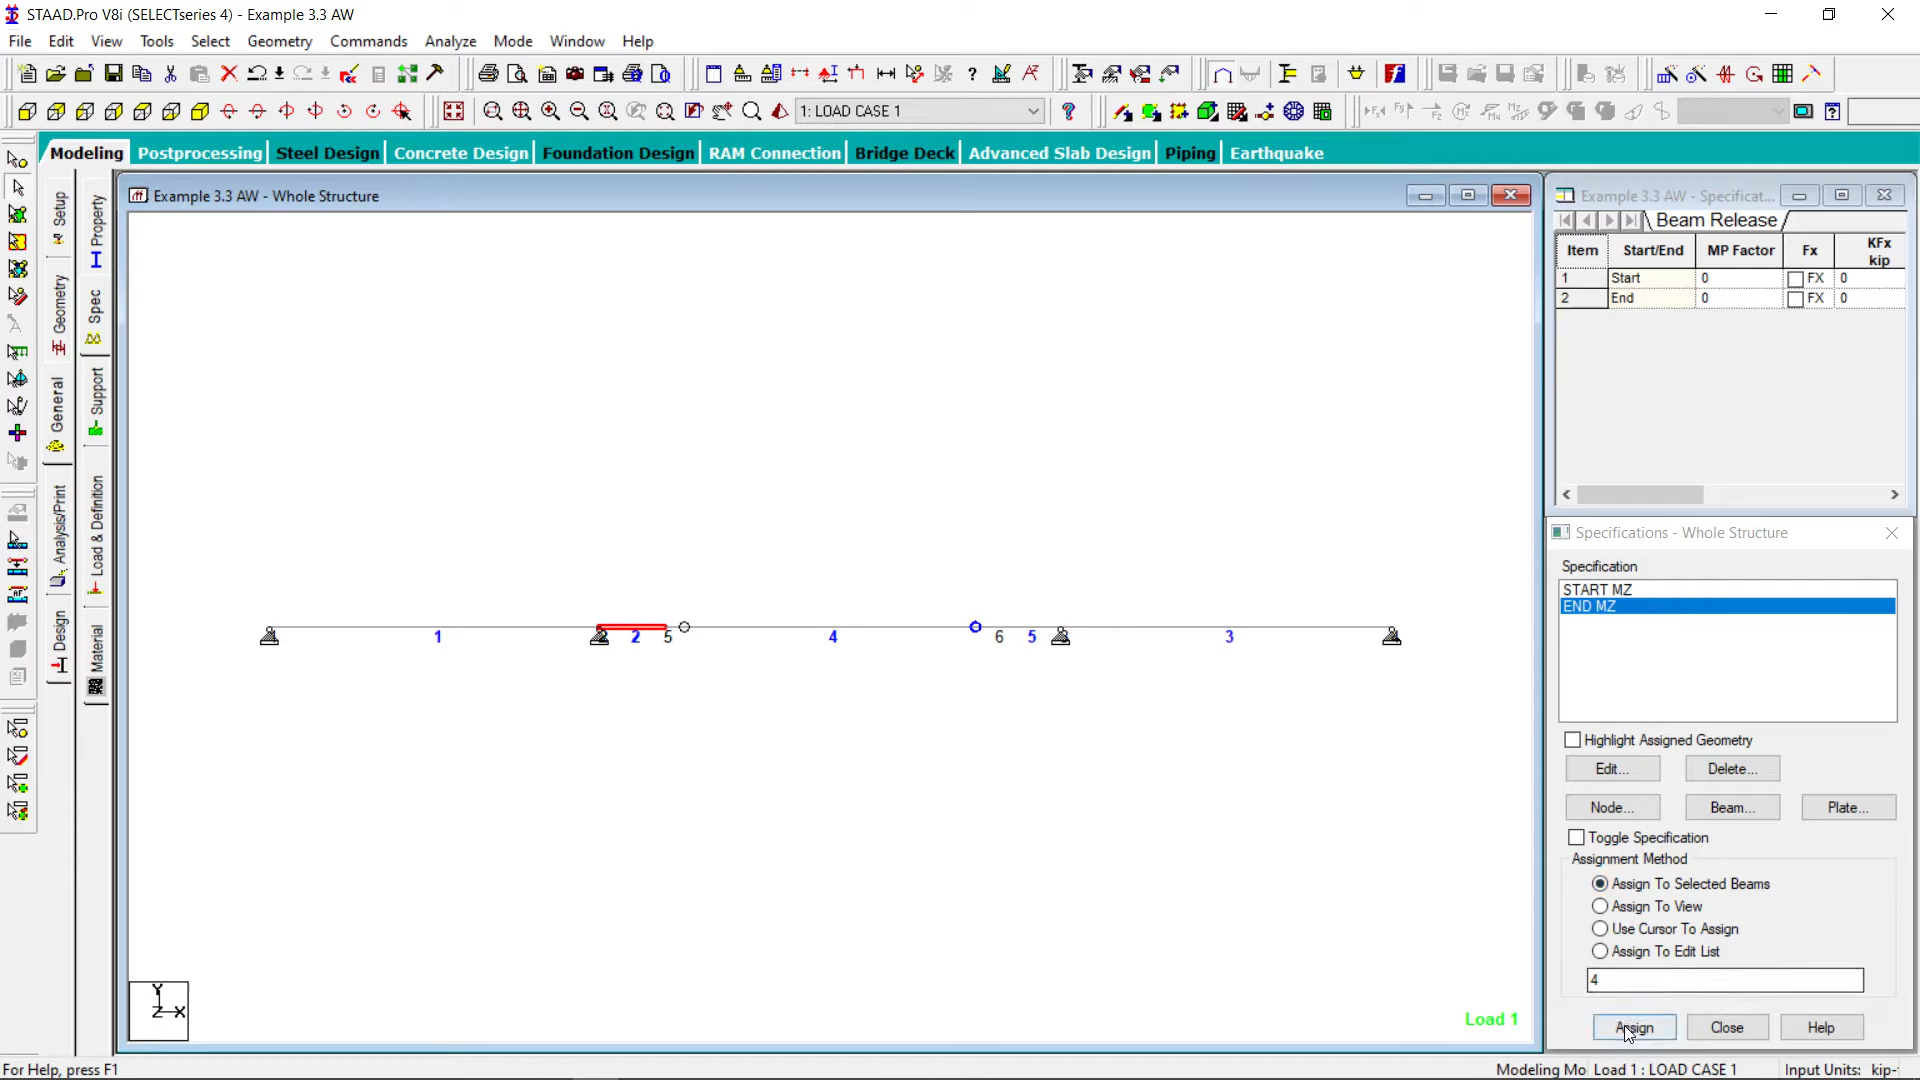 STAAD.Pro V8i (SELECTseries 4) - Example 3.3 AW
File Edit View Tools Select Geometry Commands Analyze Mode Window Help
1: LOAD CASE 1
Modeling Postprocessing Steel Design Concrete Design Foundation Design RAM Connection Bridge Deck Advanced Slab Design Piping Earthquake
Setup
Geometry
General
Analysis/Print
Design
Property
Spec
Support
Load & Definition
Material
Example 3.3 AW - Whole Structure
1 2 5 4 6 5 3
Y
Z X
Load 1
Example 3.3 AW - Specificat...
Beam Release
Item Start/End MP Factor Fx KFx kip
1 Start 0 FX 0
2 End 0 FX 0
Specifications - Whole Structure
Specification
START MZ
END MZ
Highlight Assigned Geometry
Edit... Delete...
Node... Beam... Plate...
Toggle Specification
Assignment Method
Assign To Selected Beams
Assign To View
Use Cursor To Assign
Assign To Edit List
4
Assign Close Help
For Help, press F1
Modeling Mo Load 1 : LOAD CASE 1 Input Units: kip-